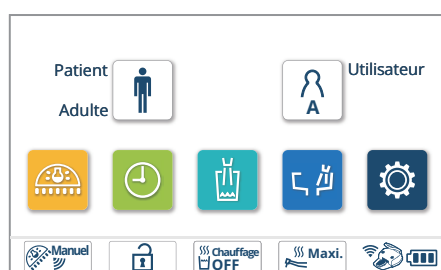 Patient
Adulte
Utilisateur
A
Manuel
Chauffage
OFF
Maxi.